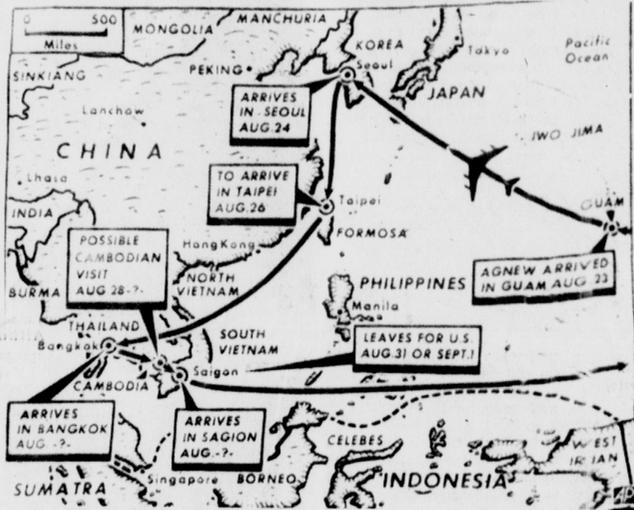 0 500
Miles
MONGOLIA
MANCHURIA
KOREA
Seoul
Tokyo
Pacific
Ocean
SINKIANG
PEKING
JAPAN
ARRIVES
IN SEOUL
AUG.24
Lanchow
IWO JIMA
CHINA
Lhasa
TO ARRIVE
IN TAIPEI
AUG.26
Taipei
GUAM
INDIA
FORMOSA
POSSIBLE
CAMBODIAN
VISIT
AUG 28-?-
HongKong
AGNEW ARRIVED
IN GUAM AUG 23
BURMA
NORTH
VIETNAM
PHILIPPINES
Manila
THAILAND
Bangkok
SOUTH
VIETNAM
LEAVES FOR U.S.
AUG.31 OR SEPT.1
Saigon
CAMBODIA
ARRIVES
IN BANGKOK
AUG. -?-
ARRIVES
IN SAGION
AUG.-?-
CELEBES
WEST
IRIAN
SUMATRA
Singapore
BORNEO
INDONESIA